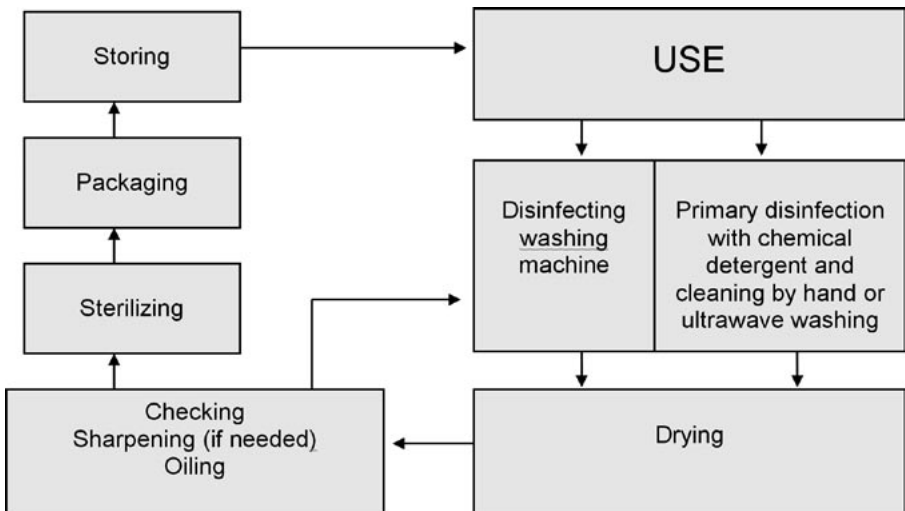 Storing
USE
Packaging
Disinfecting
washing
machine
Primary disinfection
with chemical
detergent and
cleaning by hand or
ultrawave washing
Sterilizing
Checking
Sharpening (if needed)
Oiling
Drying